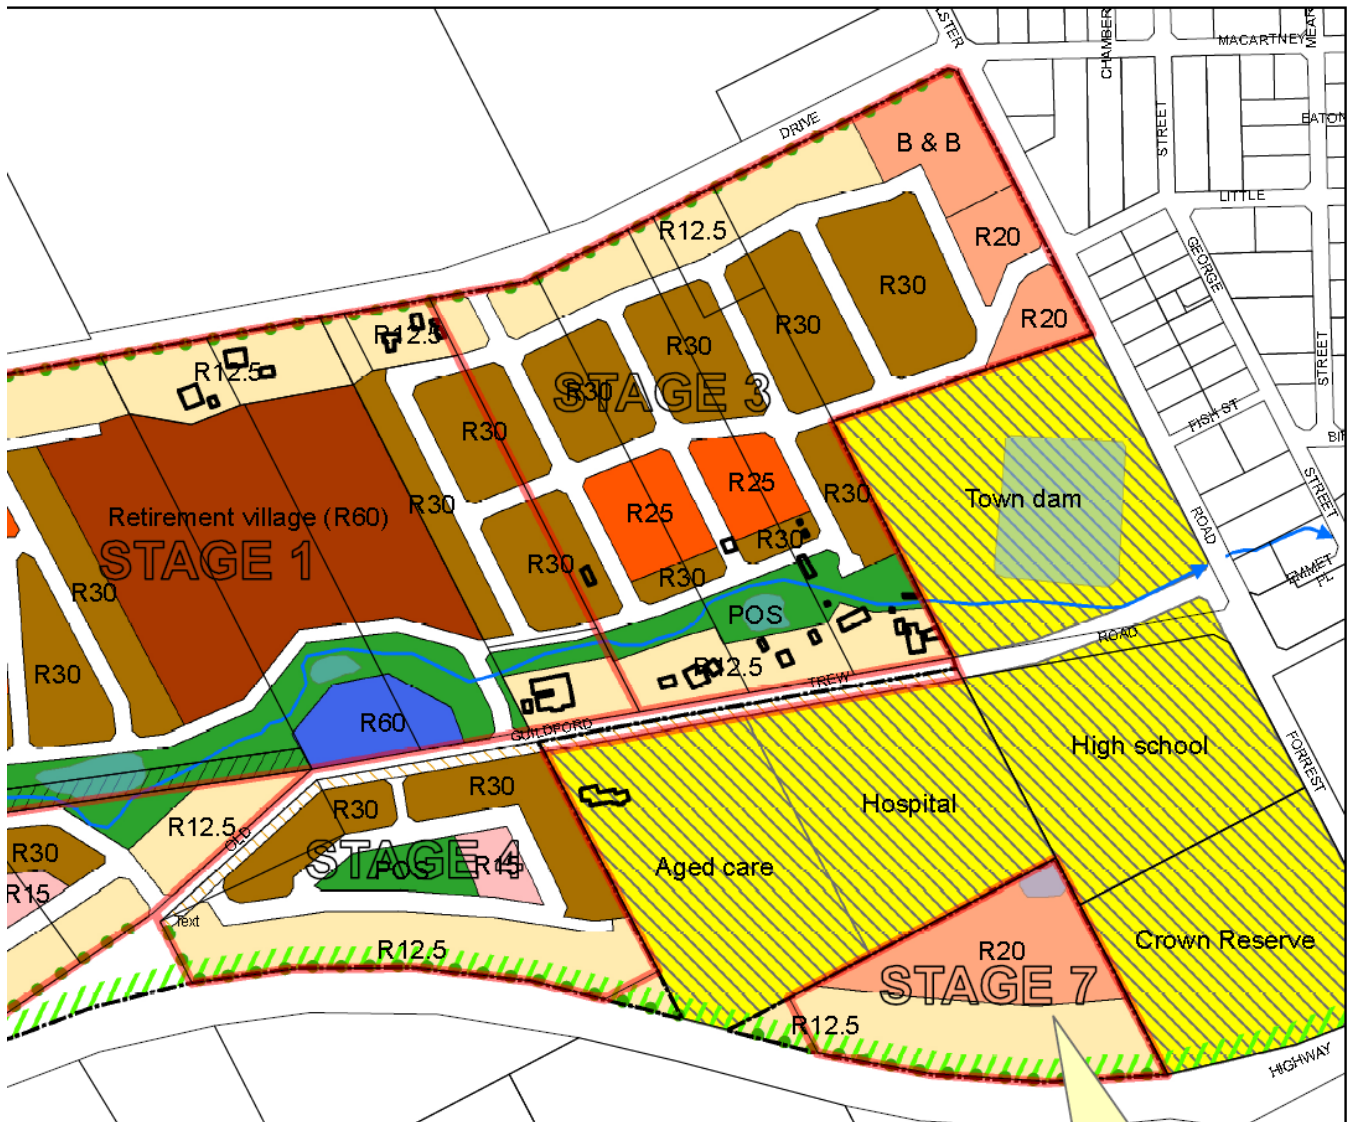 MACARTNEY
CHAMBER
MEAR
STREET
EATON
DRIVE
B & B
LITTLE
R12.5
R20
GEORGE
R30
R20
R12.5
R30
R12.5
R30
STREET
R30
STAGE 3
FISH ST
R30
R25
R30
Town dam
STREET
R30
R25
ROAD
Retirement village (R60)
STAGE 1
R30
R30
R30
R30
EMMET
PL
POS
ROAD
R30
R12.5
TREW
R60
GUILDFORD
High school
FORREST
R30
R30
Hospital
R12.5
OLD
R30
STAGE 4
POS
R15
Aged care
R15
Text
R12.5
R20
Crown Reserve
STAGE 7
R12.5
HIGHWAY